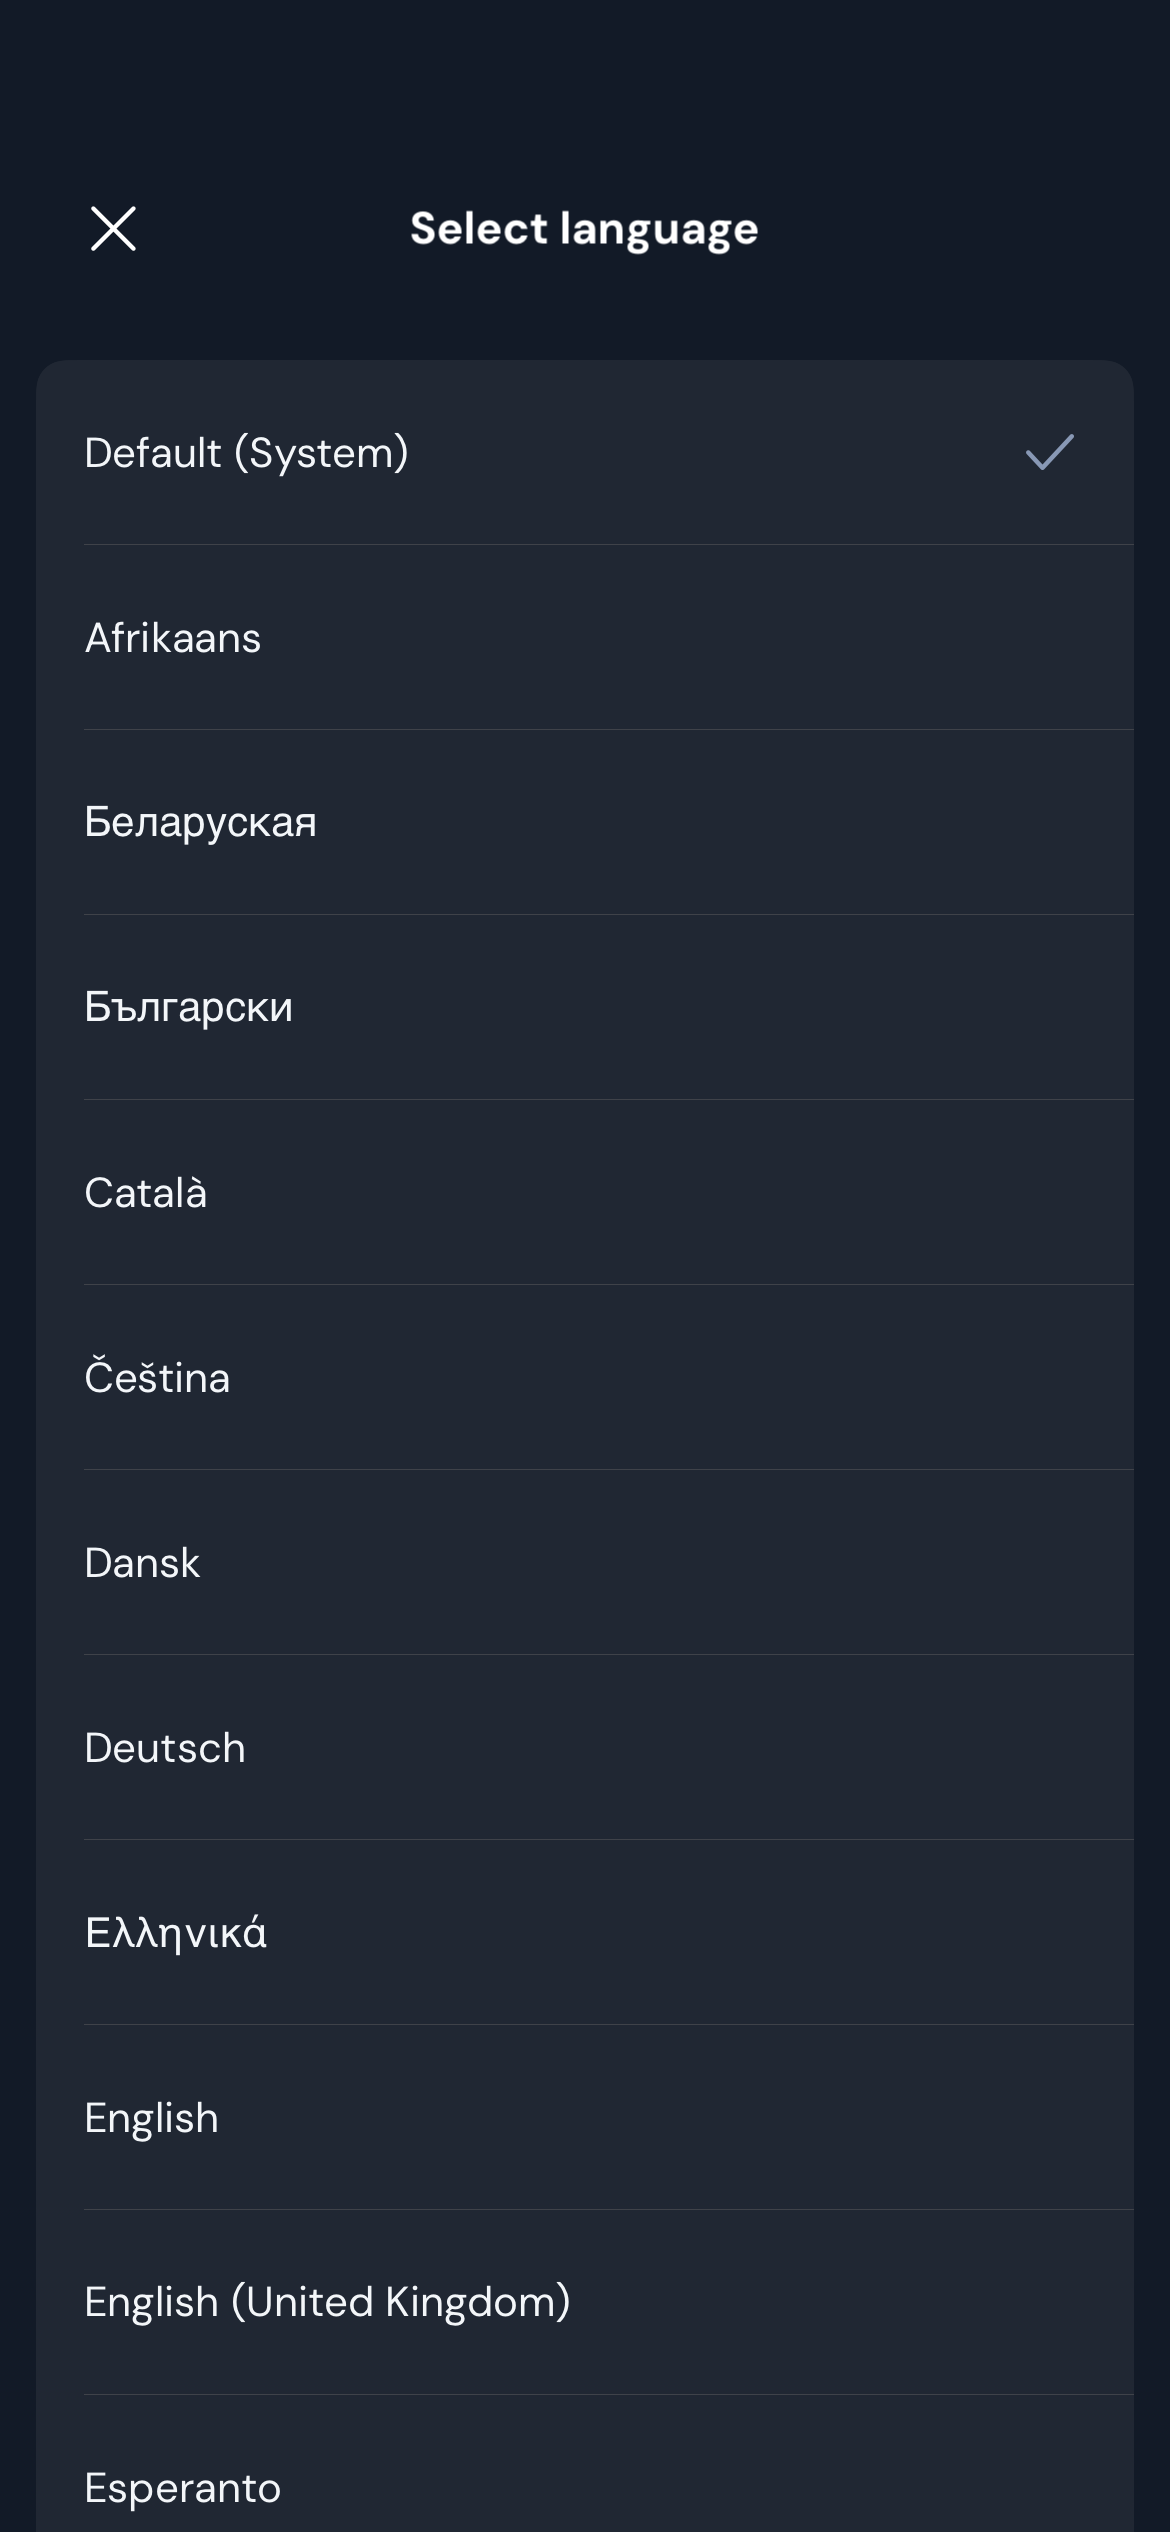 Select language
Default (System)
Afrikaans
Беларуская
Български
Català
Čeština
Dansk
Deutsch
Ελληνικά
English
English (United Kingdom)
Esperanto